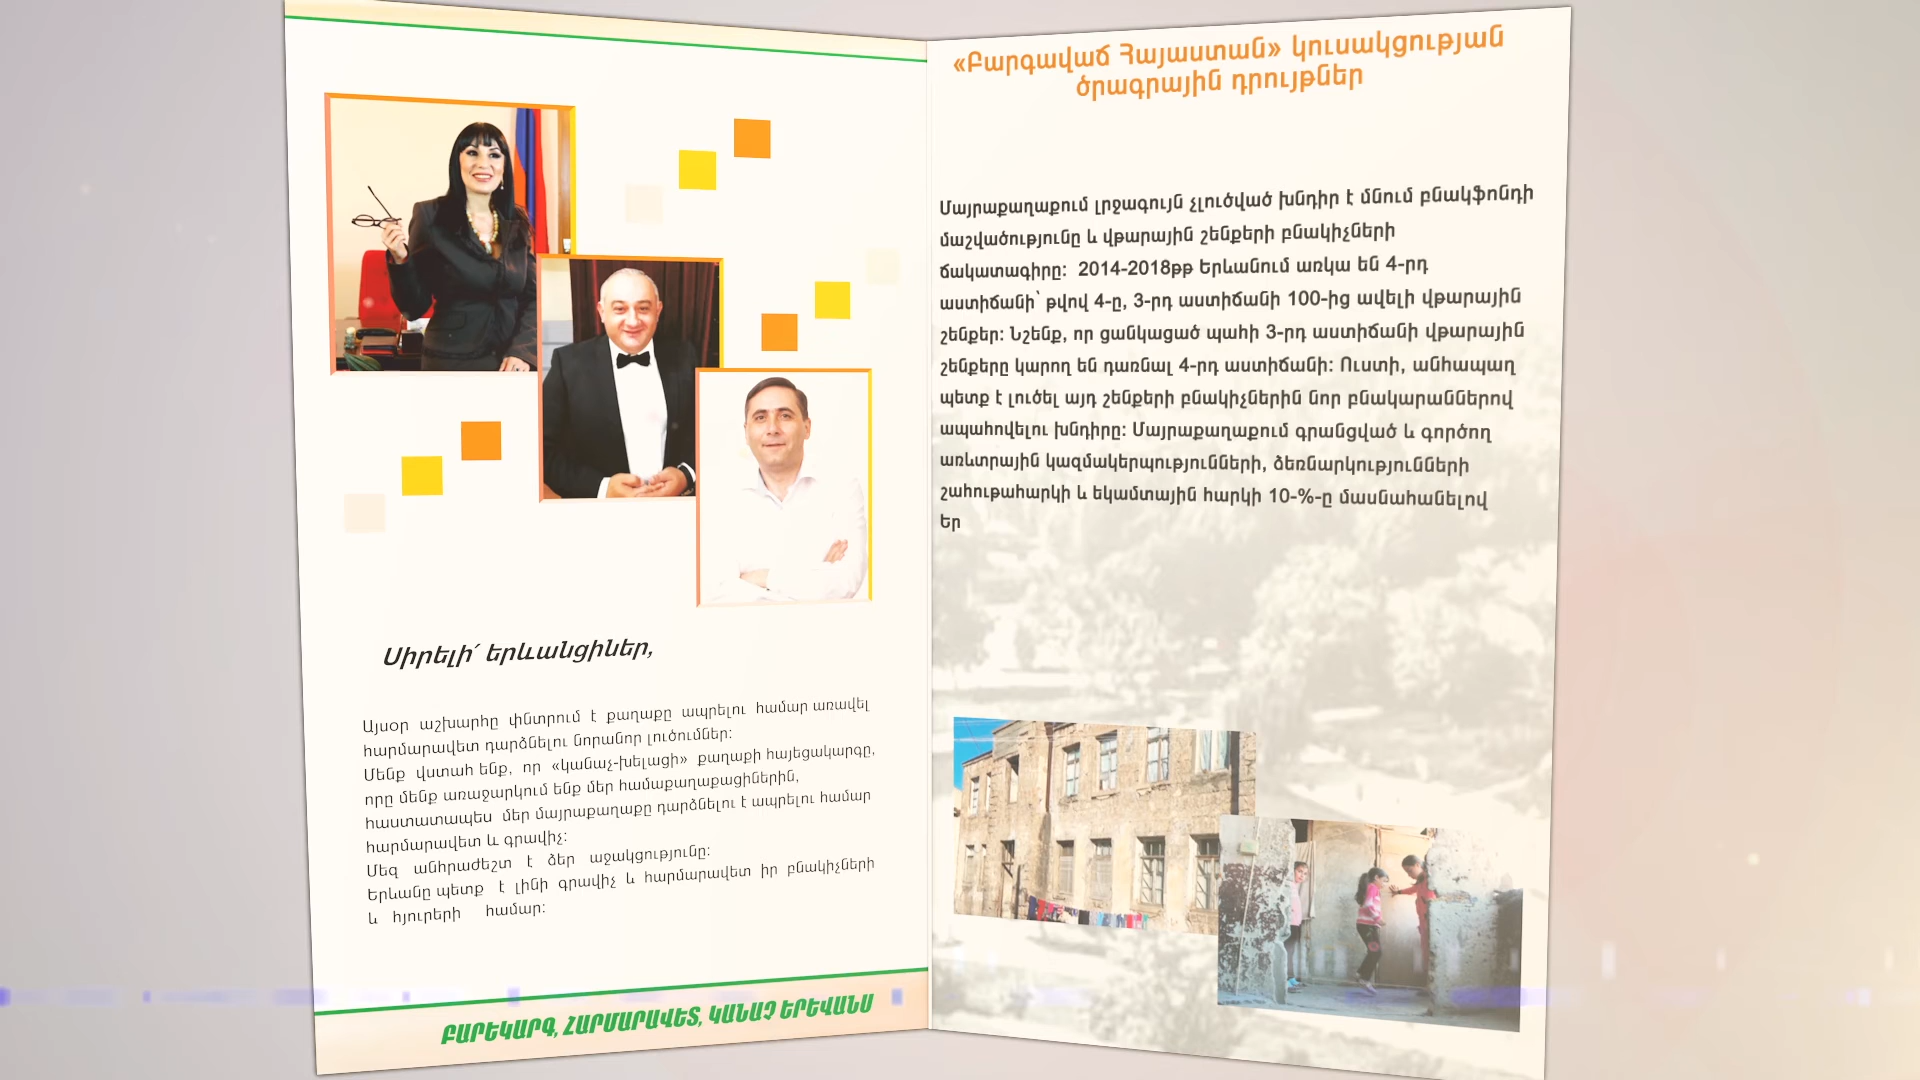 Սիրելի՛ երևանցիներ,
Այսօր աշխարհը փնտրում է քաղաքը ապրելու համար առավել
հարմարավետ դարձնելու նորանոր լուծումներ:
Մենք վստահ ենք, որ «կանաչ-խելացի» քաղաքի հայեցակարգը,
որը մենք առաջարկում ենք մեր համաքաղաքացիներին,
հաստատապես մեր մայրաքաղաքը դարձնելու է ապրելու համար
հարմարավետ և գրավիչ:
Մեզ անհրաժեշտ է ձեր աջակցությունը:
Երևանը պետք է լինի գրավիչ և հարմարավետ իր բնակիչների
և հյուրերի համար:
ԲԱՐԵԿԱՐԳ, ՀԱՐՄԱՐԱՎԵՏ, ԿԱՆԱՉ ԵՐԵՎԱՆՍ
«Բարգավաճ Հայաստան» կուսակցության
ծրագրային դրույթներ
Մայրաքաղաքում լրջագույն չլուծված խնդիր է մնում բնակֆոնդի
մաշվածությունը և վթարային շենքերի բնակիչների
ճակատագիրը: 2014-2018թթ Երևանում առկա են 4-րդ
աստիճանի՝ թվով 4-ը, 3-րդ աստիճանի 100-ից ավելի վթարային
շենքեր: Նշենք, որ ցանկացած պահի 3-րդ աստիճանի վթարային
շենքերը կարող են դառնալ 4-րդ աստիճանի: Ուստի, անհապաղ
պետք է լուծել այդ շենքերի բնակիչներին նոր բնակարաններով
ապահովելու խնդիրը: Մայրաքաղաքում գրանցված և գործող
առևտրային կազմակերպությունների, ձեռնարկությունների
շահութահարկի և եկամտային հարկի 10-%-ը մասնահանելով
Եր